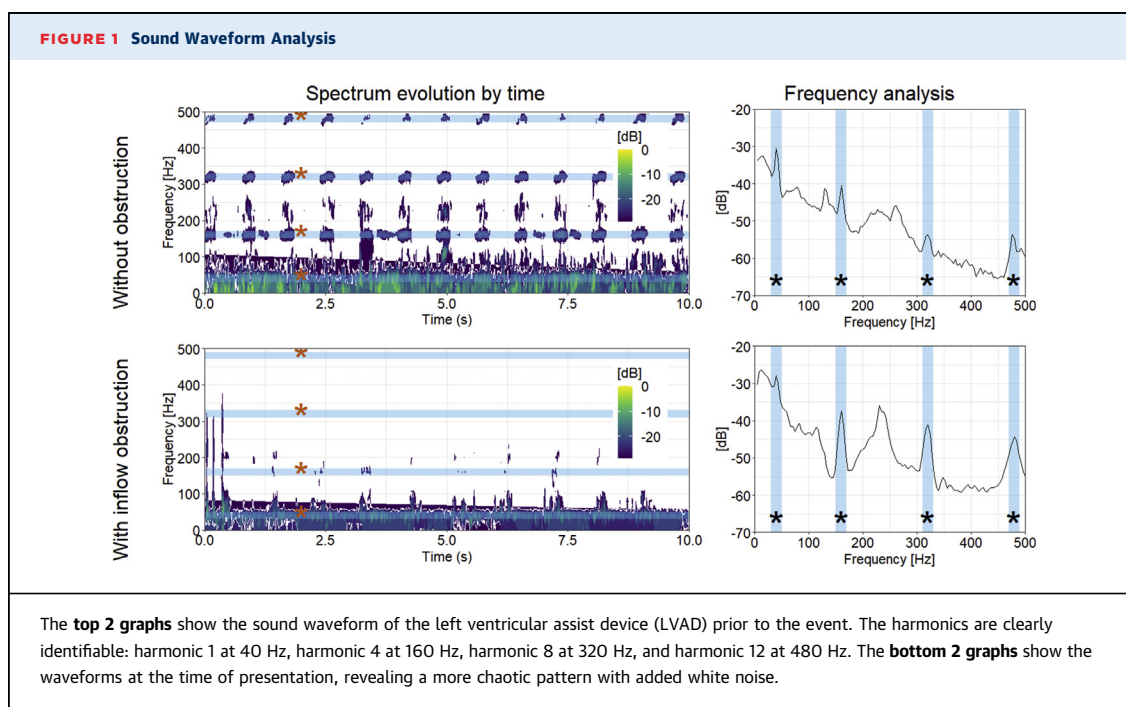 FIGURE 1 Sound Waveform Analysis
Spectrum evolution by time
Frequency analysis
Without obstruction
Frequency [Hz]
500
400
300
200
100
0
[dB]
0
-10
-20
0.0 2.5 5.0 7.5 10.0
Time (s)
[dB]
-20
-30
-40
-50
-60
-70
* * * *
0 100 200 300 400 500
Frequency [Hz]
With inflow obstruction
Frequency [Hz]
500
400
300
200
100
0
[dB]
0
-10
-20
0.0 2.5 5.0 7.5 10.0
Time (s)
[dB]
-20
-30
-40
-50
-60
-70
* * * *
0 100 200 300 400 500
Frequency [Hz]
The top 2 graphs show the sound waveform of the left ventricular assist device (LVAD) prior to the event. The harmonics are clearly
identifiable: harmonic 1 at 40 Hz, harmonic 4 at 160 Hz, harmonic 8 at 320 Hz, and harmonic 12 at 480 Hz. The bottom 2 graphs show the
waveforms at the time of presentation, revealing a more chaotic pattern with added white noise.